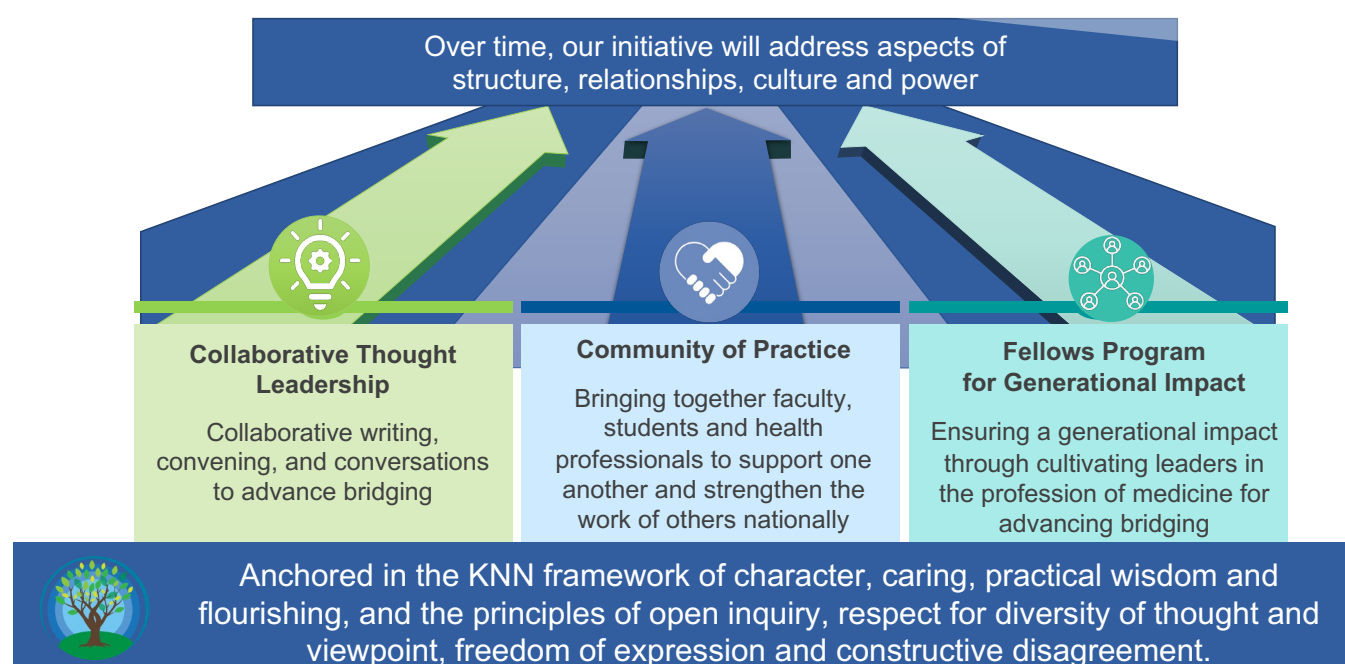 Over time, our initiative will address aspects of
structure, relationships, culture and power
Collaborative Thought
Leadership
Collaborative writing,
convening, and conversations
to advance bridging
Community of Practice
Bringing together faculty,
students and health
professionals to support one
another and strengthen the
work of others nationally
Fellows Program
for Generational Impact
Ensuring a generational impact
through cultivating leaders in
the profession of medicine for
advancing bridging
Anchored in the KNN framework of character, caring, practical wisdom and
flourishing, and the principles of open inquiry, respect for diversity of thought and
viewpoint, freedom of expression and constructive disagreement.